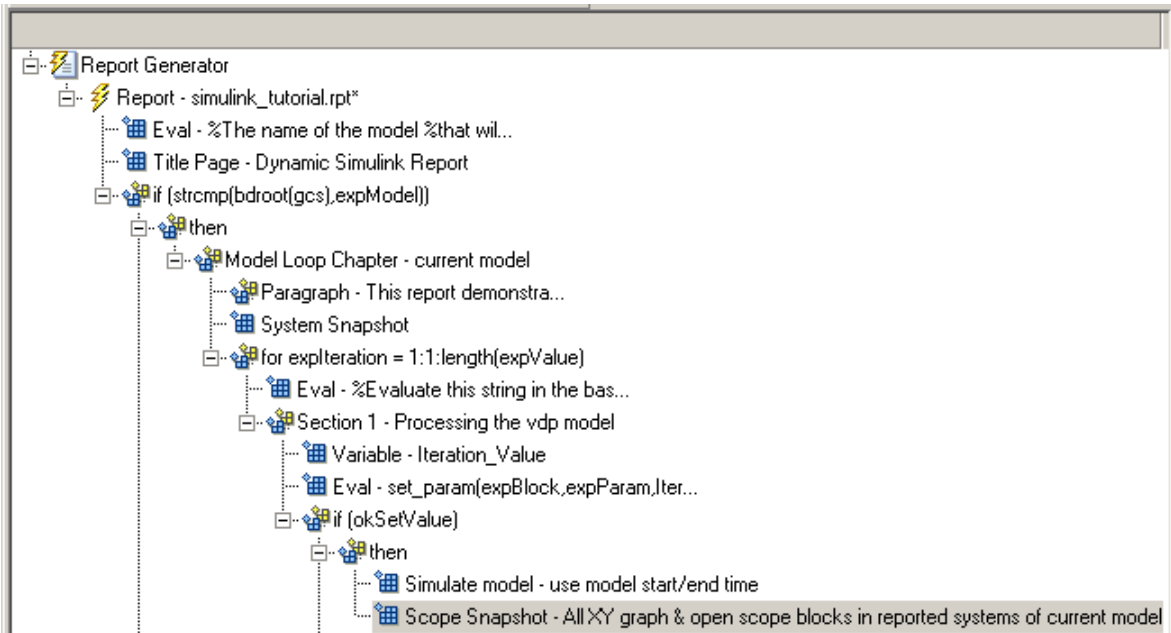 Report Generator
Report - simulink_tutorial.rpt*
Eval - %The name of the model %that wil...
Title Page - Dynamic Simulink Report
if (strcmp(bdroot(gcs),expModel))
then
Model Loop Chapter - current model
Paragraph - This report demonstra...
System Snapshot
for expIteration = 1:1:length(expValue)
Eval - %Evaluate this string in the bas...
Section 1 - Processing the vdp model
Variable - Iteration_Value
Eval - set_param(expBlock,expParam,Iter...
if (okSetValue)
then
Simulate model - use model start/end time
Scope Snapshot - All XY graph & open scope blocks in reported systems of current model